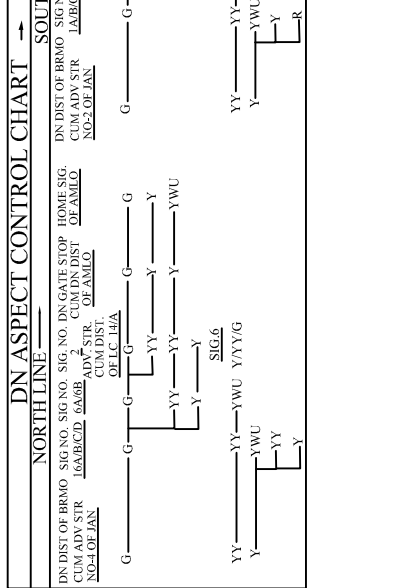 DN ASPECT CONTROL CHART →
NORTH LINE → SOUT
DN DIST OF BRMO
CUM ADV STR
NO-4 OF JAN
SIG NO.
16A/B/C/D
SIG NO.
6A/6B
SIG. NO.
2
ADV. STR.
CUM DIST.
OF LC 14/A
DN GATE STOP
CUM DN DIST
OF AMLO
HOME SIG.
OF AMLO
DN DIST OF BRMO
CUM ADV STR
NO-2 OF JAN
SIG N
1A/B/C
G G G G G G G G
YY Y Y
YY YY Y YWU
Y Y
SIG.6
YY YY YWU Y/YY/G YY YY
Y YWU Y YWU
YY Y
Y R